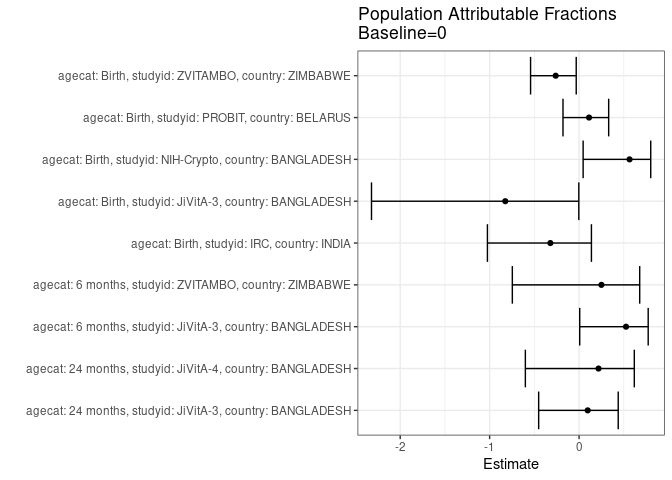 Population Attributable Fractions
Baseline=0
agecat: Birth, studyid: ZVITAMBO, country: ZIMBABWE
agecat: Birth, studyid: PROBIT, country: BELARUS
agecat: Birth, studyid: NIH-Crypto, country: BANGLADESH
agecat: Birth, studyid: JiVitA-3, country: BANGLADESH
agecat: Birth, studyid: IRC, country: INDIA
agecat: 6 months, studyid: ZVITAMBO, country: ZIMBABWE
agecat: 6 months, studyid: JiVitA-3, country: BANGLADESH
agecat: 24 months, studyid: JiVitA-4, country: BANGLADESH
agecat: 24 months, studyid: JiVitA-3, country: BANGLADESH
-2 -1 0
Estimate